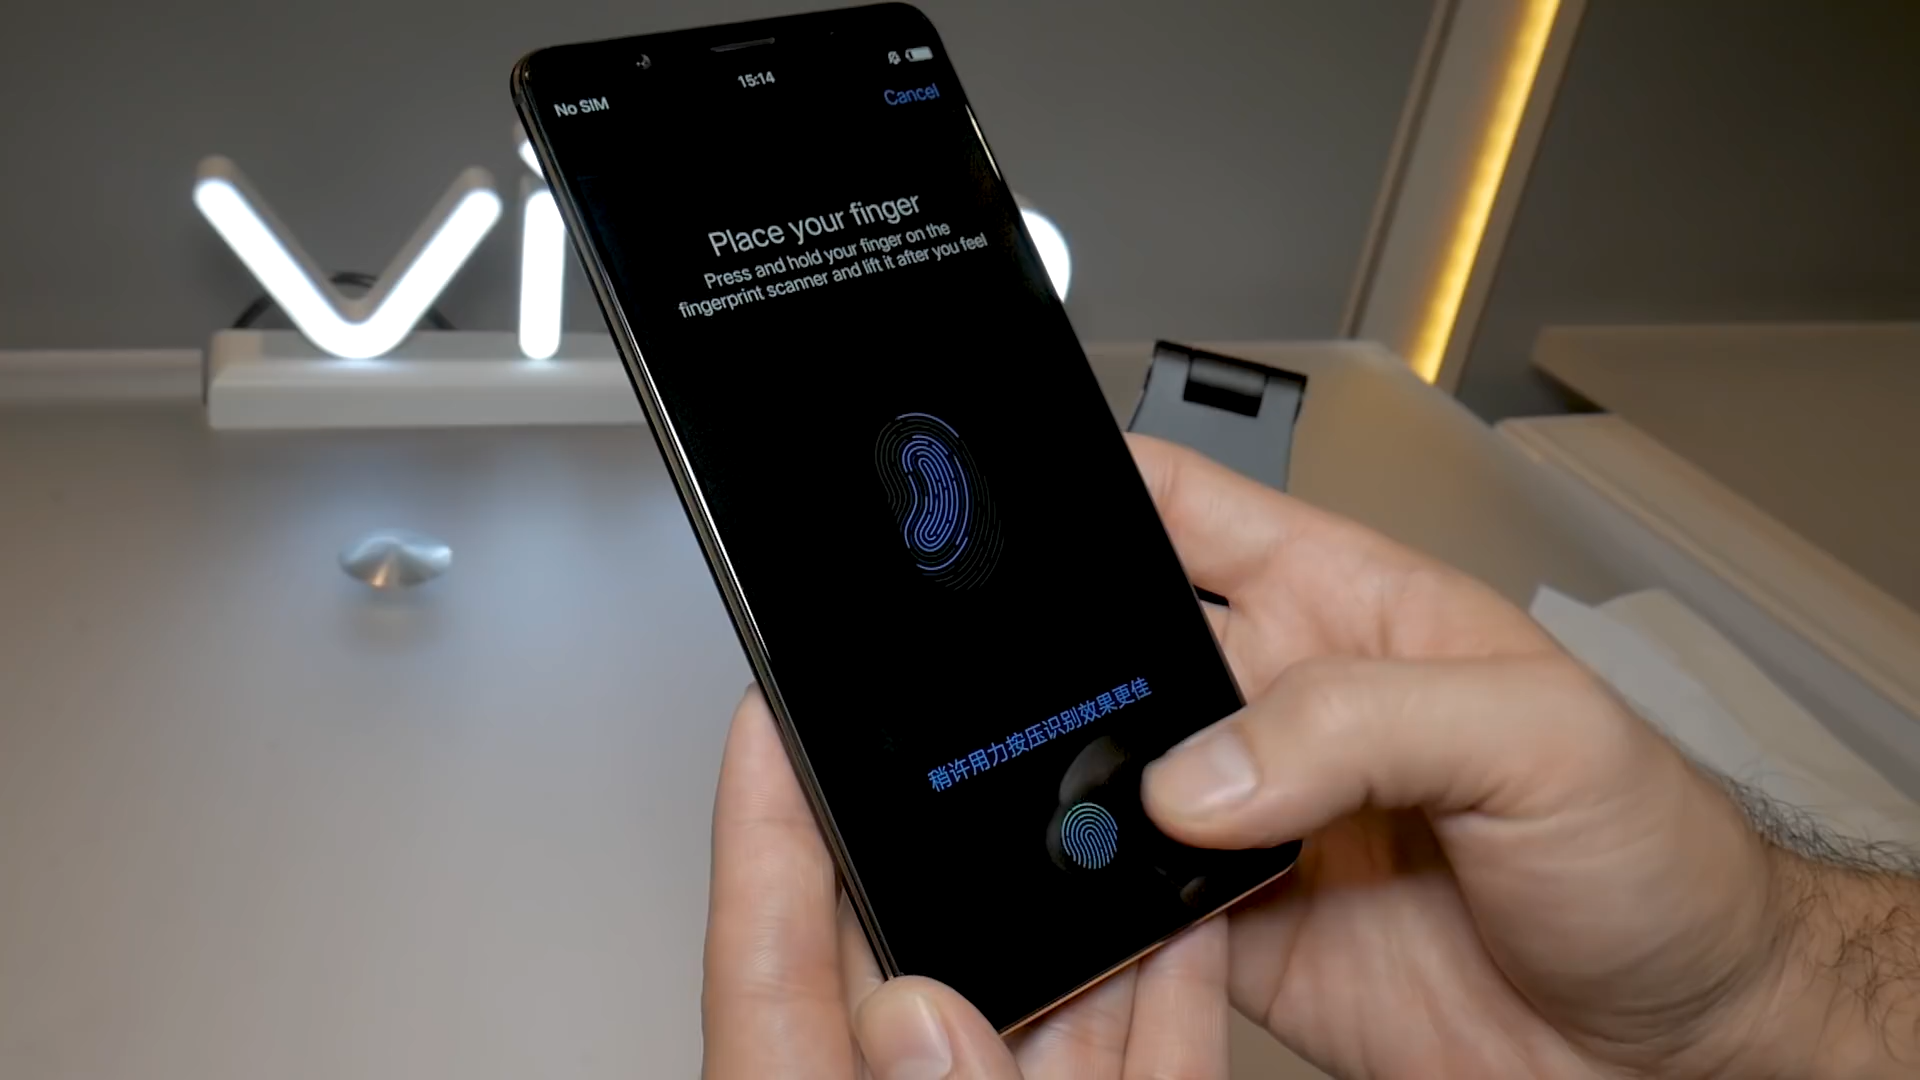 No SIM
15:14
Cancel
Place your finger
Press and hold your finger on the
fingerprint scanner and lift it after you feel
稍许用力按压识别效果更佳